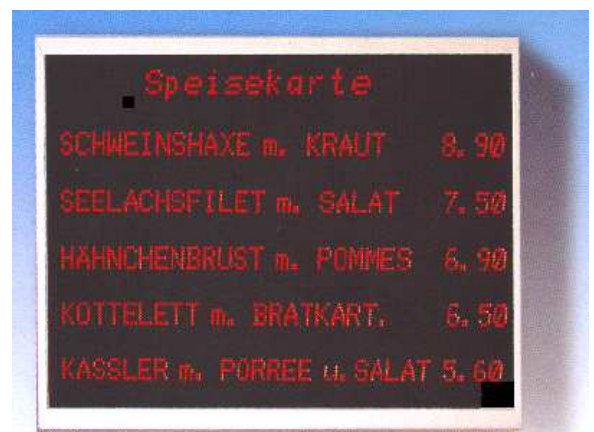 Speisekarte
SCHWEINSHAXE m. KRAUT 8.90
SEELACHSFILET m. SALAT 7.50
HÄHNCHENBRUST m. POMMES 6.90
KOTTELETT m. BRATKART. 6.50
KASSLER m. PORREE u. SALAT 5.60